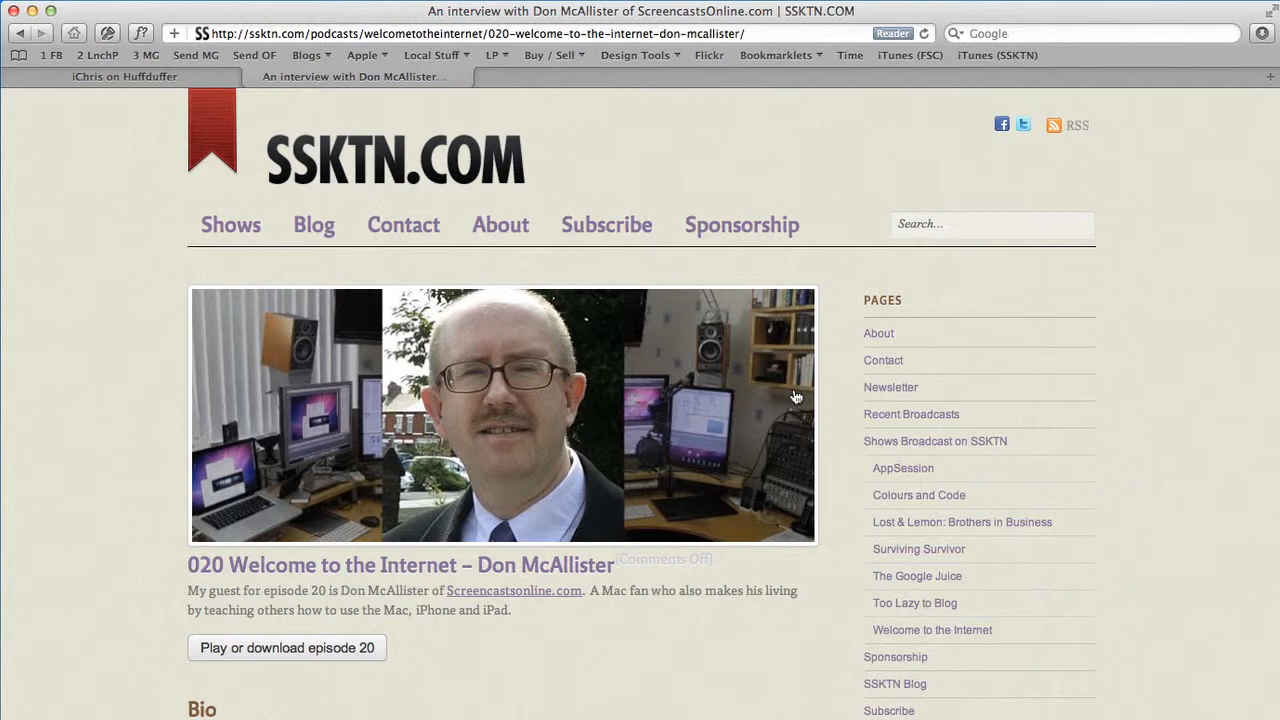 An interview with Don McAllister of ScreencastsOnline.com | SSKTN.COM
http://ssktn.com/podcasts/welcometotheinternet/020-welcome-to-the-internet-don-mcallister/
Reader
Google
1 FB 2 LnchP 3 MG Send MG Send OF Blogs Apple Local Stuff LP Buy / Sell Design Tools Flickr Bookmarklets Time iTunes (FSC) iTunes (SSKTN)
iChris on Huffduffer
An interview with Don McAllister...
RSS
SSKTN.COM
Shows Blog Contact About Subscribe Sponsorship
Search...
020 Welcome to the Internet – Don McAllister [Comments Off]
My guest for episode 20 is Don McAllister of Screencastsonline.com. A Mac fan who also makes his living
by teaching others how to use the Mac, iPhone and iPad.
Play or download episode 20
Bio
PAGES
About
Contact
Newsletter
Recent Broadcasts
Shows Broadcast on SSKTN
AppSession
Colours and Code
Lost & Lemon: Brothers in Business
Surviving Survivor
The Google Juice
Too Lazy to Blog
Welcome to the Internet
Sponsorship
SSKTN Blog
Subscribe